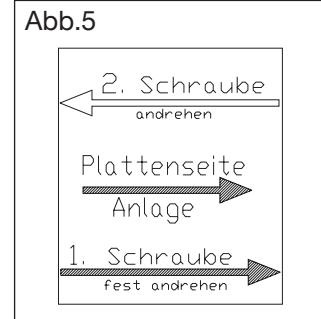 Abb.5
2. Schraube
andrehen
Plattenseite
Anlage
1. Schraube
fest andrehen